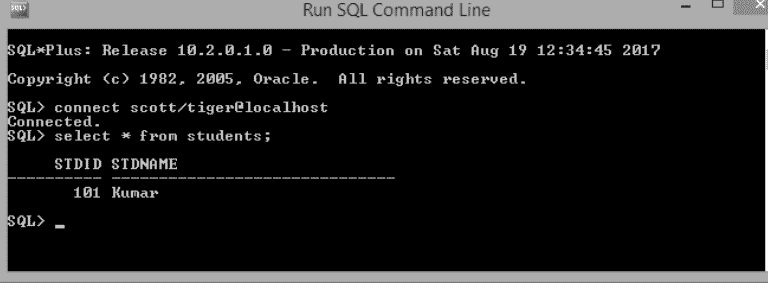 Run SQL Command Line
SQL*Plus: Release 10.2.0.1.0 - Production on Sat Aug 19 12:34:45 2017
Copyright (c) 1982, 2005, Oracle.  All rights reserved.
SQL> connect scott/tiger@localhost
Connected.
SQL> select * from students;
STDID STDNAME
---------- ------------------------------
101 Kumar
SQL> _